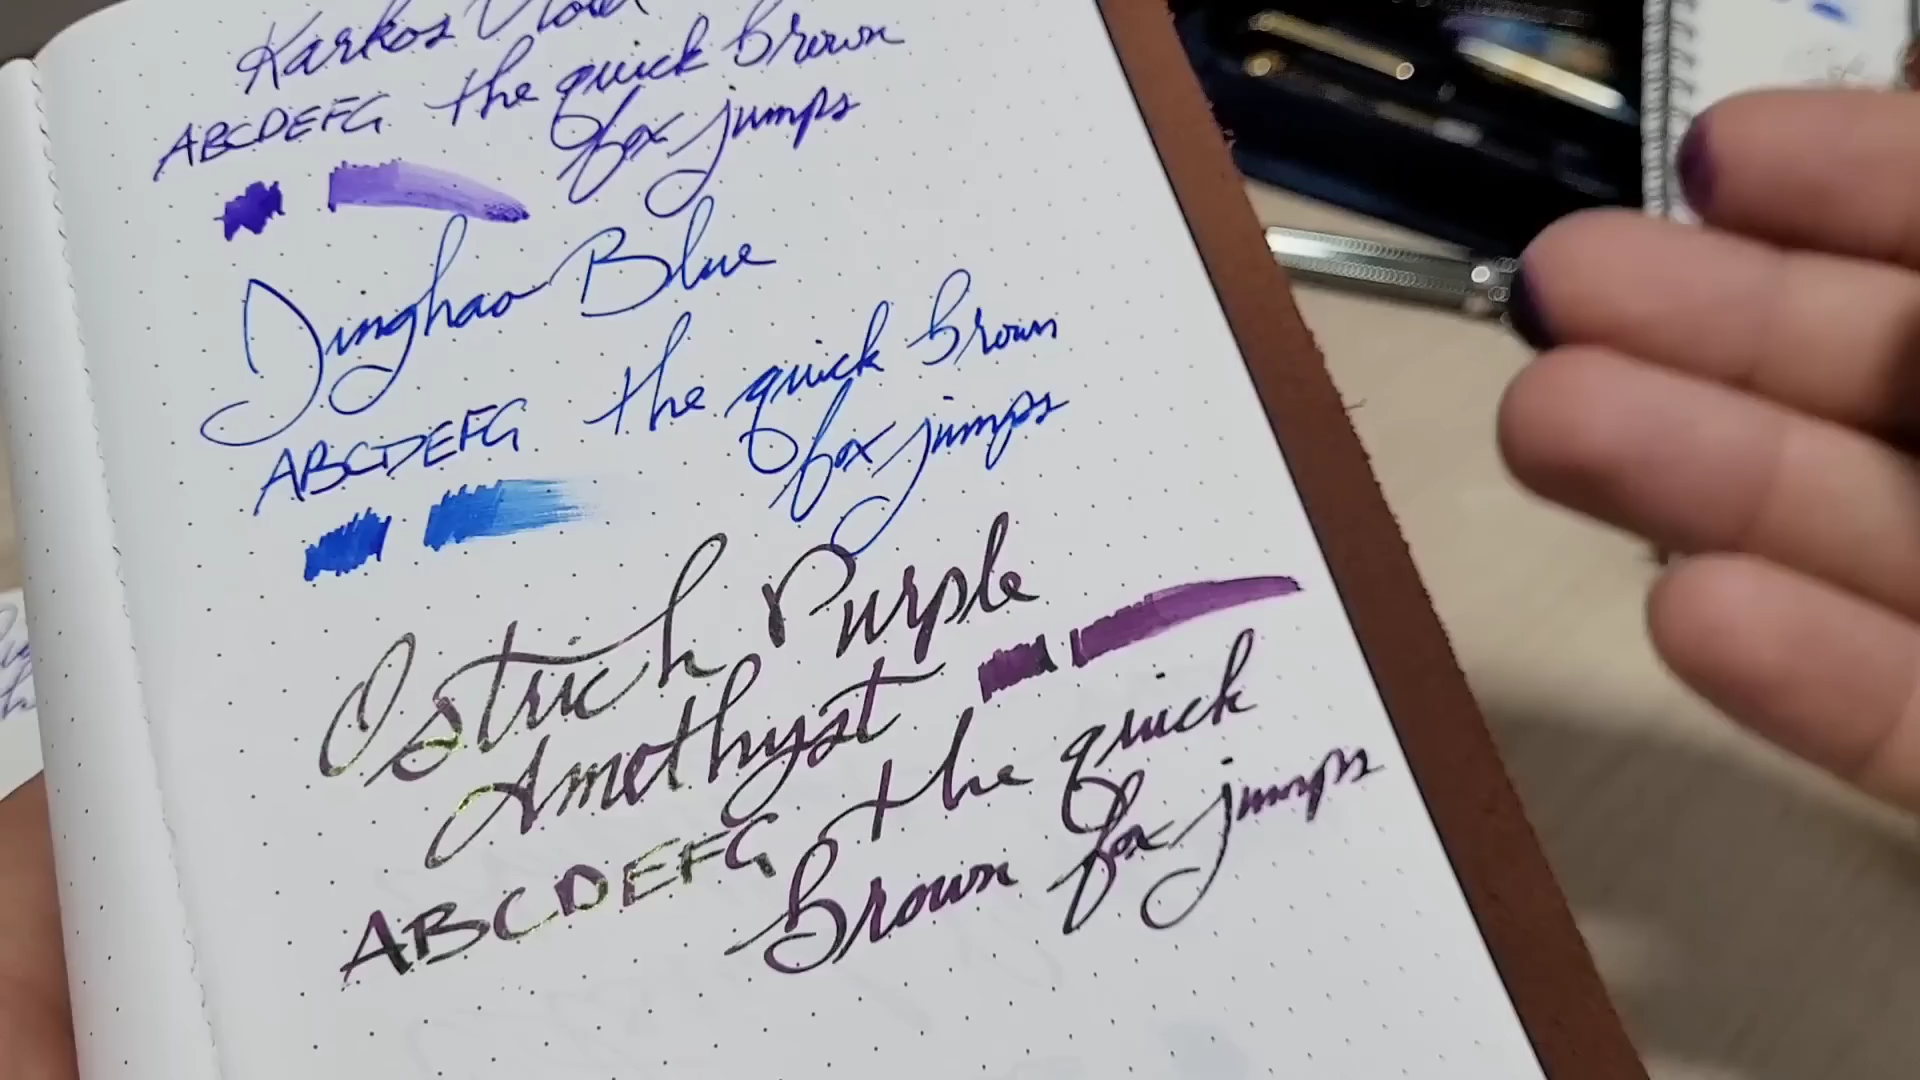 Karkos Violet
ABCDEFG the quick brown
fox jumps
Jinghao Blue
ABCDEFG the quick brown
fox jumps
Ostrich Purple
Amethyst
ABCDEFG the quick
brown fox jumps